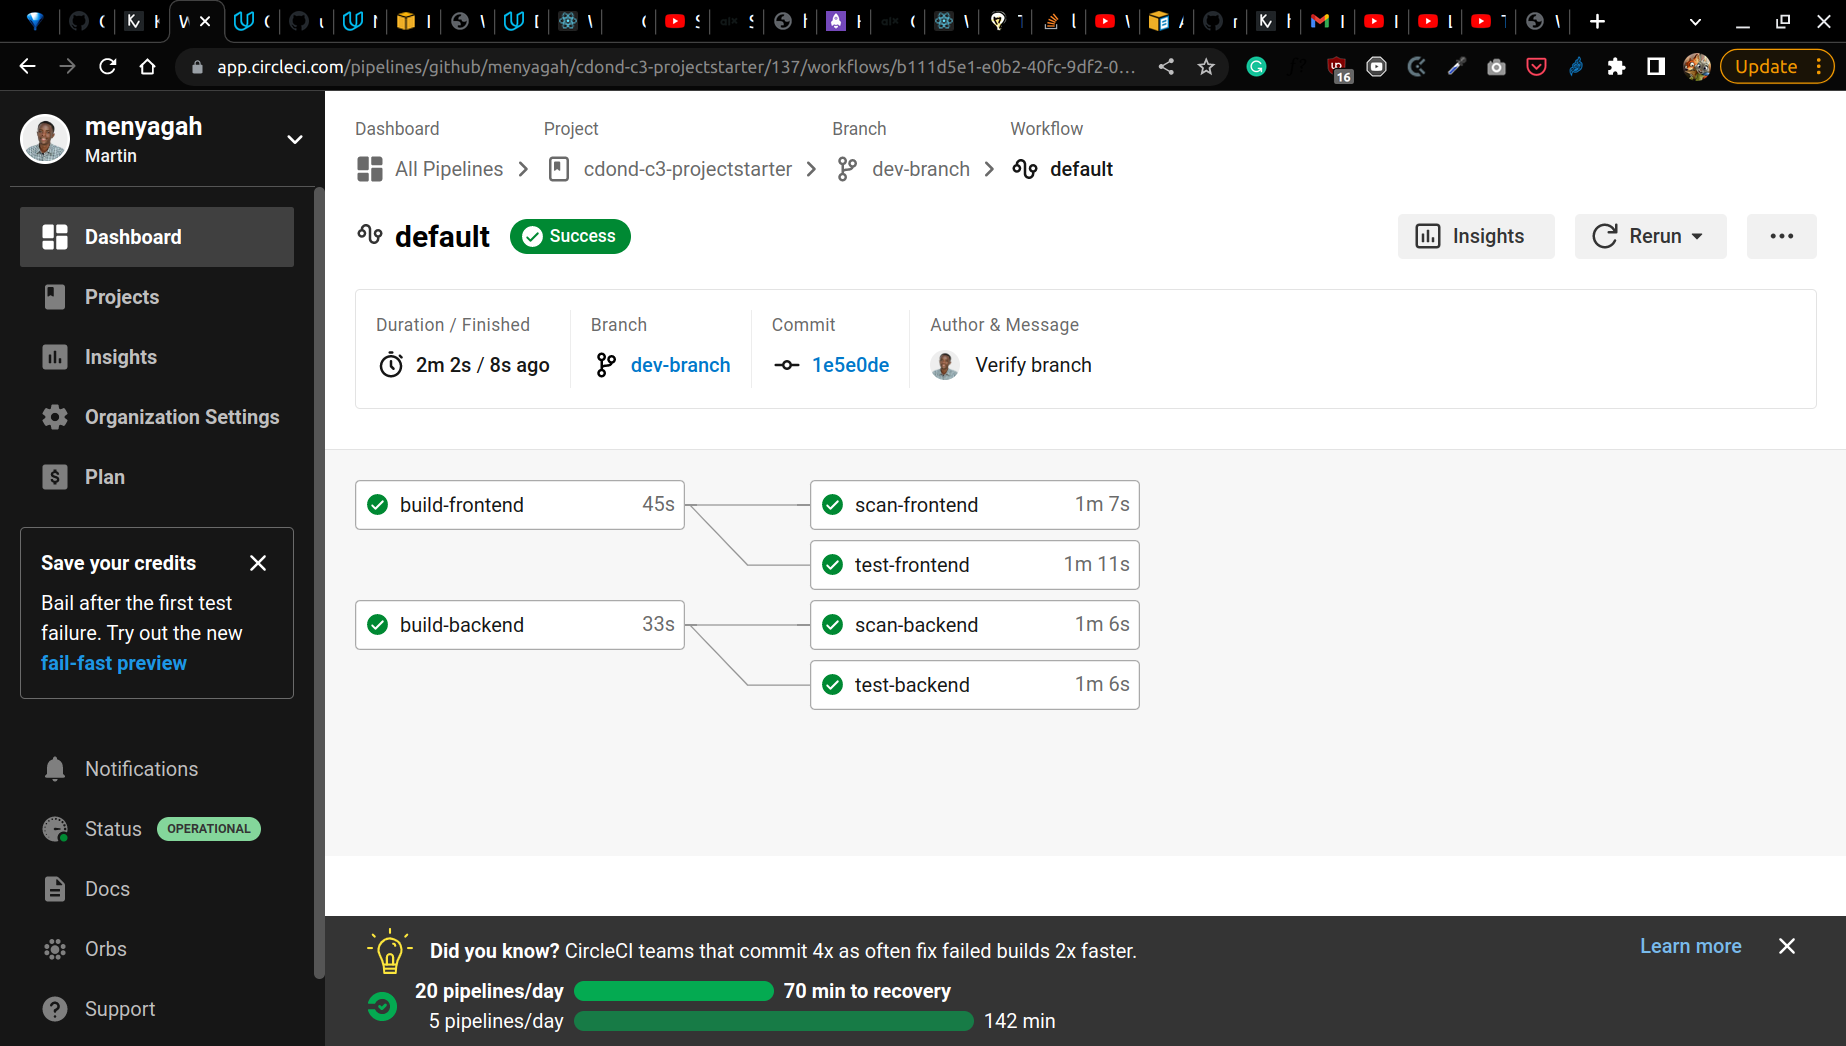 app.circleci.com/pipelines/github/menyagah/cdond-c3-projectstarter/137/workflows/b111d5e1-e0b2-40fc-9df2-0...
16
Update
menyagah
Martin
Dashboard
Projects
Insights
Organization Settings
Plan
Save your credits
Bail after the first test
failure. Try out the new
fail-fast preview
Notifications
Status OPERATIONAL
Docs
Orbs
Support
Dashboard Project Branch Workflow
All Pipelines cdond-c3-projectstarter dev-branch default
default Success Insights Rerun
Duration / Finished Branch Commit Author & Message
2m 2s / 8s ago dev-branch 1e5e0de Verify branch
build-frontend 45s scan-frontend 1m 7s
test-frontend 1m 11s
build-backend 33s scan-backend 1m 6s
test-backend 1m 6s
Did you know? CircleCI teams that commit 4x as often fix failed builds 2x faster. Learn more
20 pipelines/day 70 min to recovery
5 pipelines/day 142 min